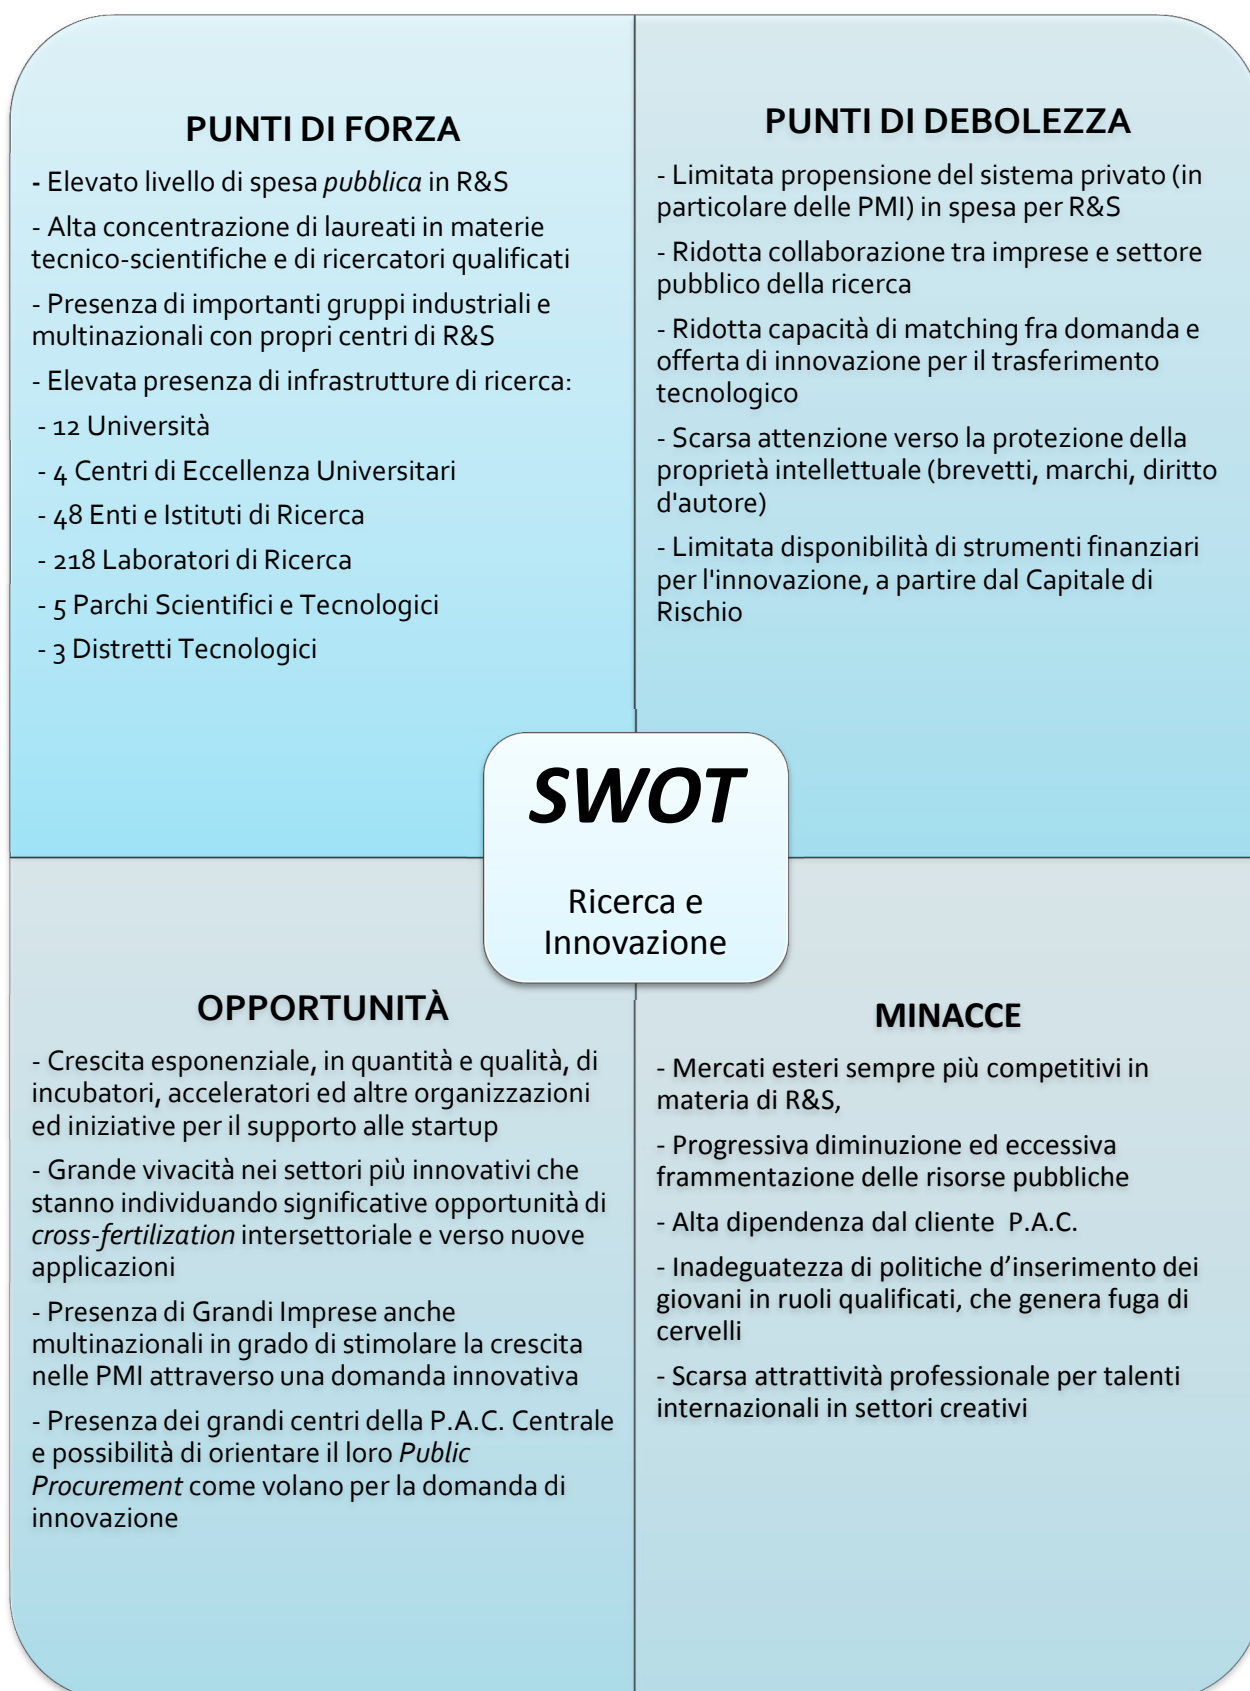 PUNTI DI FORZA
- Elevato livello di spesa pubblica in R&S
- Alta concentrazione di laureati in materie
tecnico-scientifiche e di ricercatori qualificati
- Presenza di importanti gruppi industriali e
multinazionali con propri centri di R&S
- Elevata presenza di infrastrutture di ricerca:
- 12 Università
- 4 Centri di Eccellenza Universitari
- 48 Enti e Istituti di Ricerca
- 218 Laboratori di Ricerca
- 5 Parchi Scientifici e Tecnologici
- 3 Distretti Tecnologici
PUNTI DI DEBOLEZZA
- Limitata propensione del sistema privato (in
particolare delle PMI) in spesa per R&S
- Ridotta collaborazione tra imprese e settore
pubblico della ricerca
- Ridotta capacità di matching fra domanda e
offerta di innovazione per il trasferimento
tecnologico
- Scarsa attenzione verso la protezione della
proprietà intellettuale (brevetti, marchi, diritto
d'autore)
- Limitata disponibilità di strumenti finanziari
per l'innovazione, a partire dal Capitale di
Rischio
SWOT
Ricerca e
Innovazione
OPPORTUNITÀ
- Crescita esponenziale, in quantità e qualità, di
incubatori, acceleratori ed altre organizzazioni
ed iniziative per il supporto alle startup
- Grande vivacità nei settori più innovativi che
stanno individuando significative opportunità di
cross-fertilization intersettoriale e verso nuove
applicazioni
- Presenza di Grandi Imprese anche
multinazionali in grado di stimolare la crescita
nelle PMI attraverso una domanda innovativa
- Presenza dei grandi centri della P.A.C. Centrale
e possibilità di orientare il loro Public
Procurement come volano per la domanda di
innovazione
MINACCE
- Mercati esteri sempre più competitivi in
materia di R&S,
- Progressiva diminuzione ed eccessiva
frammentazione delle risorse pubbliche
- Alta dipendenza dal cliente P.A.C.
- Inadeguatezza di politiche d’inserimento dei
giovani in ruoli qualificati, che genera fuga di
cervelli
- Scarsa attrattività professionale per talenti
internazionali in settori creativi